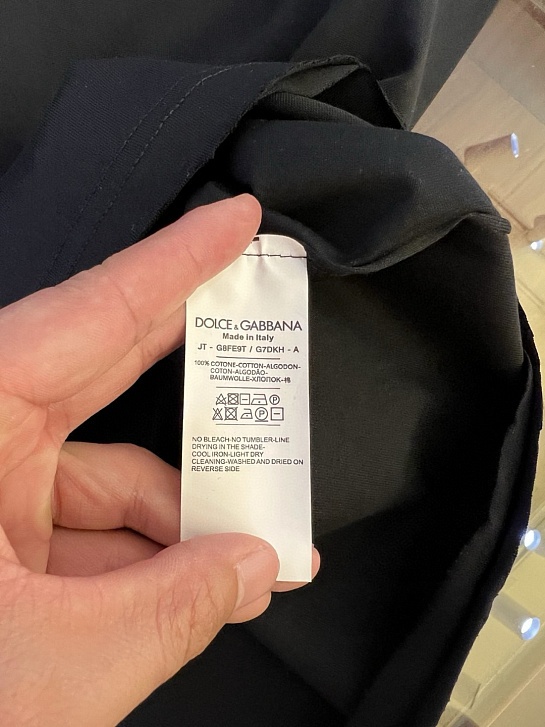 DOLCE & GABBANA
Made in Italy
JT - G8FE9T / G7DKH - A
100% COTONE-COTTON-ALGODON-
COTON-ALGODÃO-
BAUMWOLLE-ХЛОПОК-棉
NO BLEACH-NO TUMBLER-LINE
DRYING IN THE SHADE-
COOL IRON-LIGHT DRY
CLEANING-WASHED AND DRIED ON
REVERSE SIDE